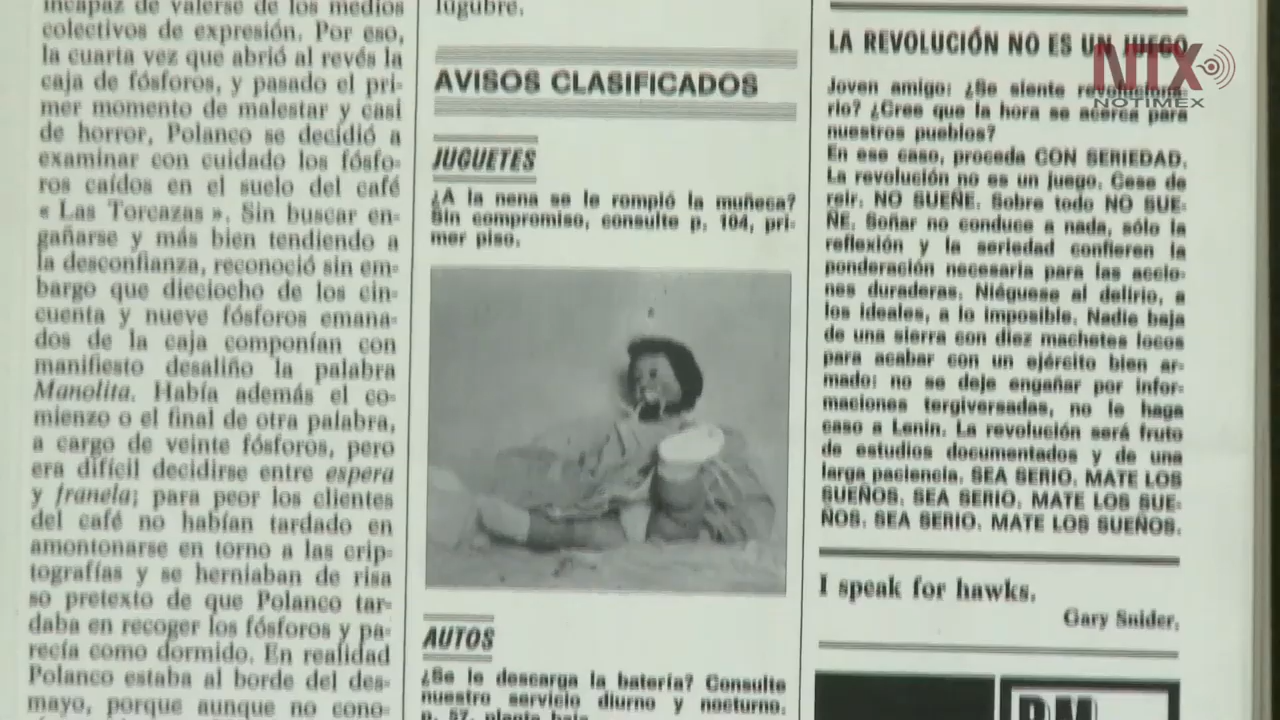 incapaz de valerse de los medios
colectivos de expresión. Por eso,
la cuarta vez que abrió al revés la
caja de fósforos, y pasado el pri-
mer momento de malestar y casi
de horror, Polanco se decidió a
examinar con cuidado los fósfo-
ros caídos en el suelo del café
« Las Torcazas ». Sin buscar en-
gañarse y más bien tendiendo a
la desconfianza, reconoció sin em-
bargo que dieciocho de los cin-
cuenta y nueve fósforos emana-
dos de la caja componían con
manifiesto desaliño la palabra
Manolita. Había además el co-
mienzo o el final de otra palabra,
a cargo de veinte fósforos, pero
era difícil decidirse entre espera
y franela; para peor los clientes
del café no habían tardado en
amontonarse en torno a las crip-
tografías y se herniaban de risa
so pretexto de que Polanco tar-
daba en recoger los fósforos y pa-
recía como dormido. En realidad
Polanco estaba al borde del des-
mayo, porque aunque no cono-
lúgubre.
AVISOS CLASIFICADOS
JUGUETES
¿A la nena se le rompió la muñeca?
Sin compromiso, consulte p. 104, pri-
mer piso.
AUTOS
¿Se le descarga la batería? Consulte
nuestro servicio diurno y nocturno.
p. 57, planta baja
LA REVOLUCIÓN NO ES UN JUEGO
Joven amigo: ¿Se siente revoluciona-
rio? ¿Cree que la hora se acerca para
nuestros pueblos?
En ese caso, proceda CON SERIEDAD.
La revolución no es un juego. Cese de
reír. NO SUEÑE. Sobre todo NO SUE-
ÑE. Soñar no conduce a nada, sólo la
reflexión y la seriedad confieren la
ponderación necesaria para las accio-
nes duraderas. Niéguese al delirio, a
los ideales, a lo imposible. Nadie baja
de una sierra con diez machetes locos
para acabar con un ejército bien ar-
mado: no se deje engañar por infor-
maciones tergiversadas, no le haga
caso a Lenin. La revolución será fruto
de estudios documentados y de una
larga paciencia. SEA SERIO. MATE LOS
SUEÑOS. SEA SERIO. MATE LOS SUE-
ÑOS. SEA SERIO. MATE LOS SUEÑOS.
I speak for hawks.
Gary Snider.
NTX
NOTIMEX